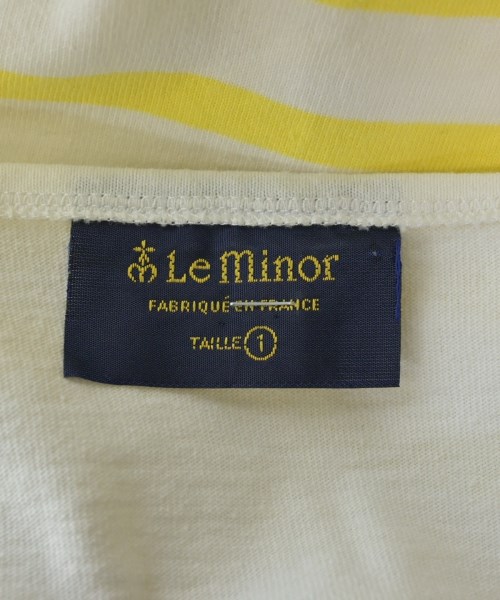 Le Minor
FABRIQUÉ EN FRANCE
TAILLE 1